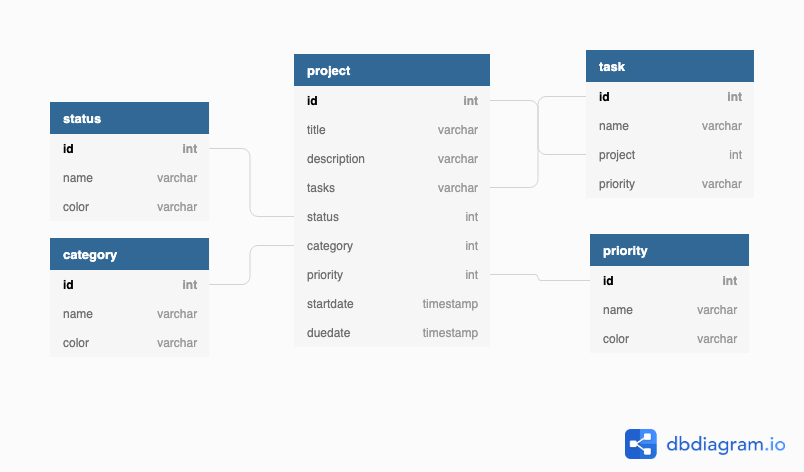 status
id int
name varchar
color varchar
category
id int
name varchar
color varchar
project
id int
title varchar
description varchar
tasks varchar
status int
category int
priority int
startdate timestamp
duedate timestamp
task
id int
name varchar
project int
priority varchar
priority
id int
name varchar
color varchar
dbdiagram.io